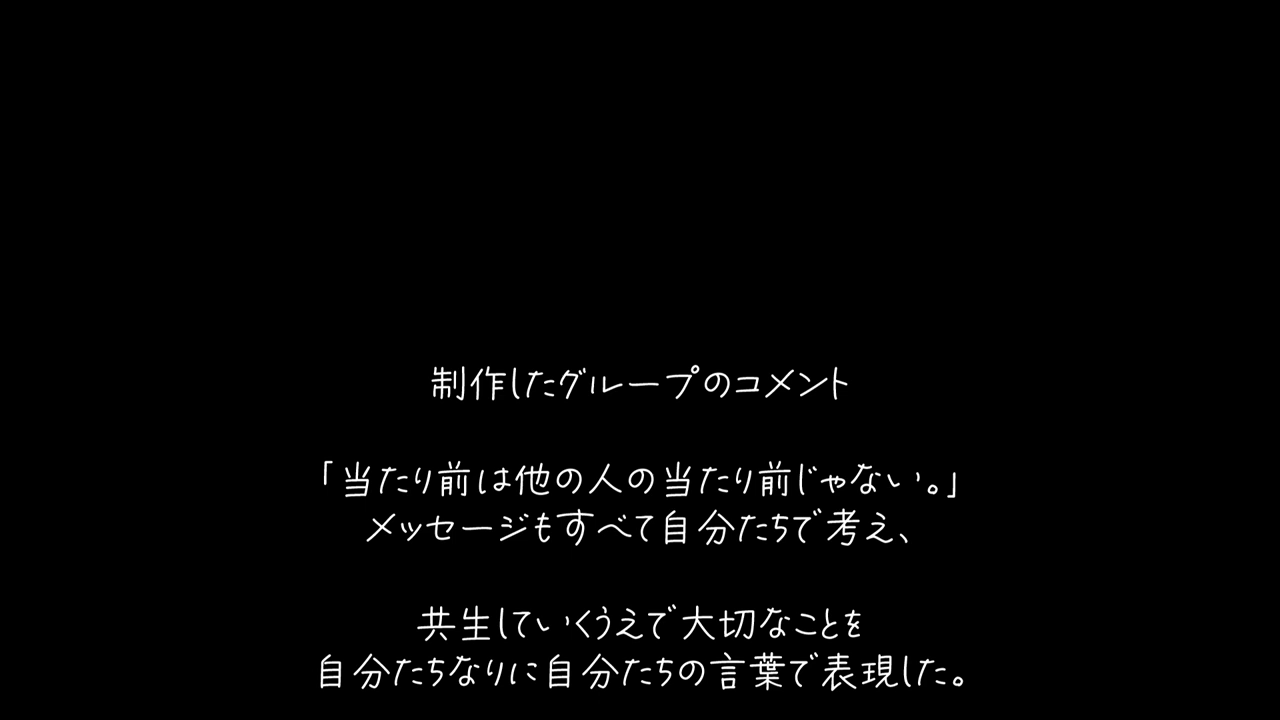 制作したグループのコメント
「当たり前は他の人の当たり前じゃない。」
メッセージもすべて自分たちで考え、
共生していくうえで大切なことを
自分たちなりに自分たちの言葉で表現した。